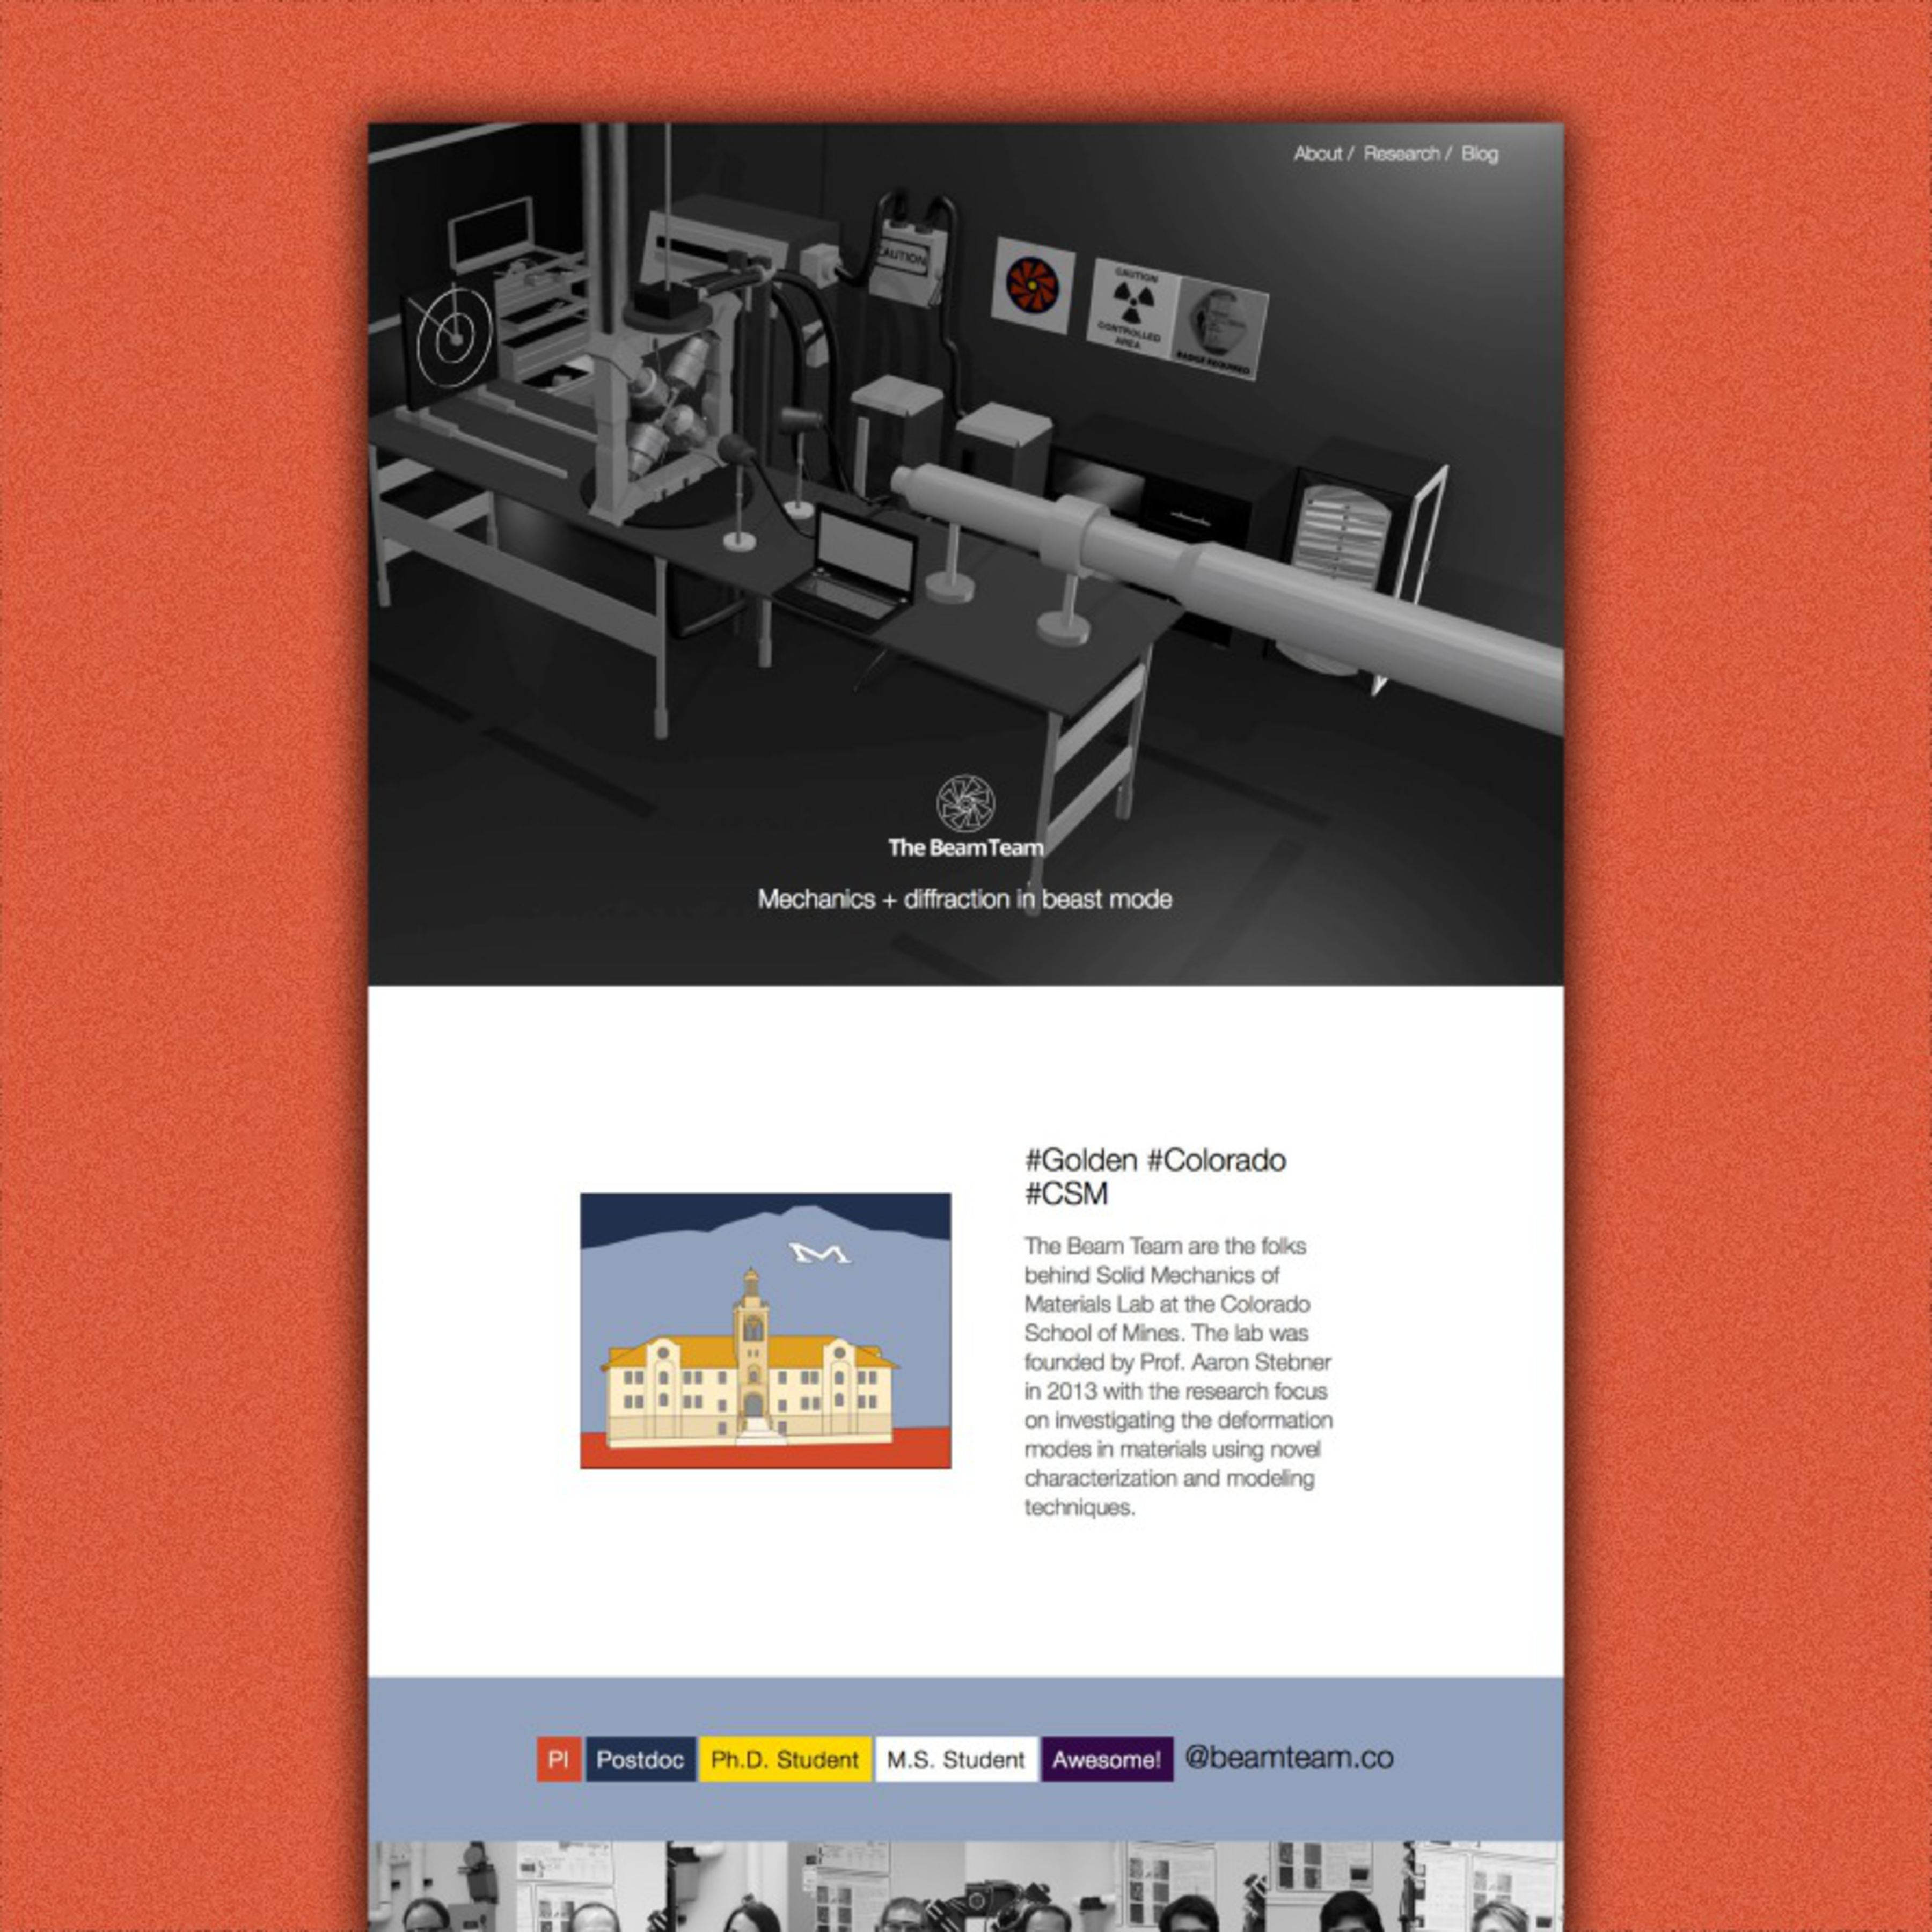 About / Research / Blog
CAUTION
CAUTION
CONTROLLED
AREA
BADGE REQUIRED
The BeamTeam
Mechanics + diffraction in beast mode
#Golden #Colorado
#CSM
M
The Beam Team are the folks
behind Solid Mechanics of
Materials Lab at the Colorado
School of Mines. The lab was
founded by Prof. Aaron Stebner
in 2013 with the research focus
on investigating the deformation
modes in materials using novel
characterization and modeling
techniques.
PI Postdoc Ph.D. Student M.S. Student Awesome! @beamteam.co